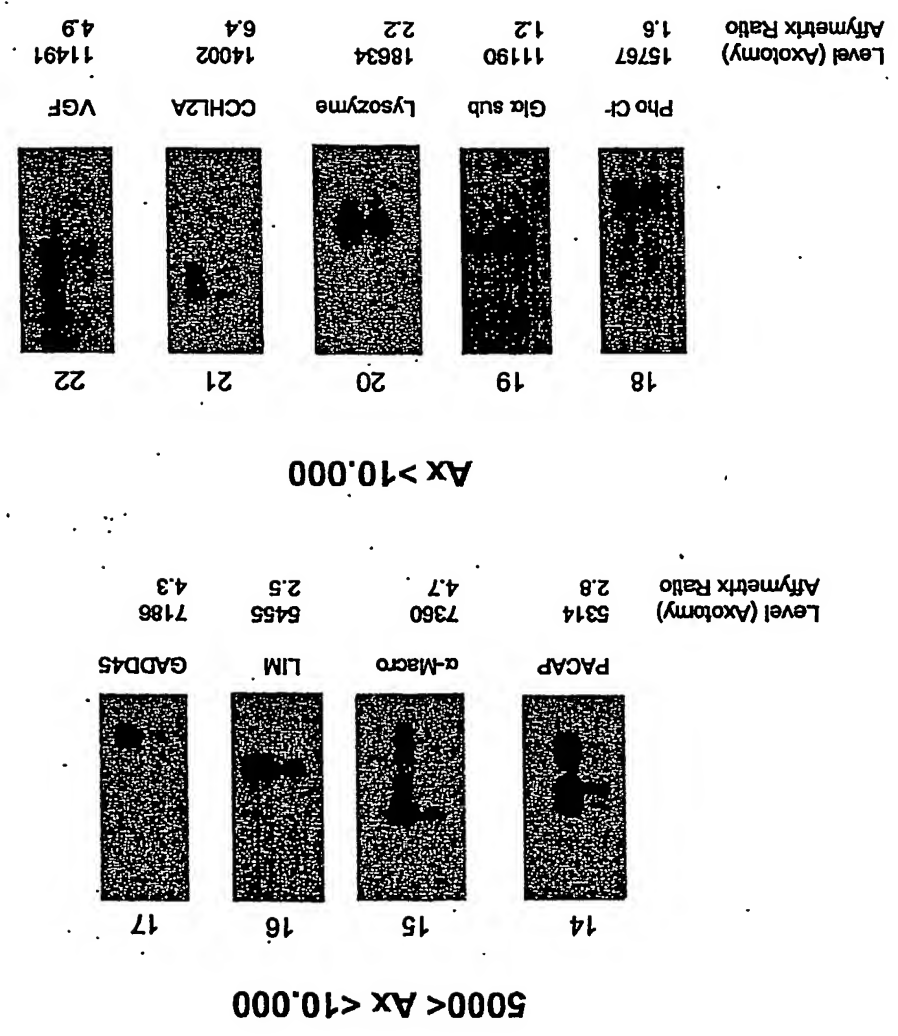 5000< Ax <10.000
14 15 16 17
PACAP α-Macro LIM GADD45
Level (Axotomy) 5314 7360 5455 7186
Affymetrix Ratio 2.8 4.7 2.5 4.3
Ax >10.000
18 19 20 21 22
Pho Cl- Glα sub Lysozyme CCHL2A VGF
Level (Axotomy) 15767 11190 18634 14002 11491
Affymetrix Ratio 1.6 1.2 2.2 6.4 4.9